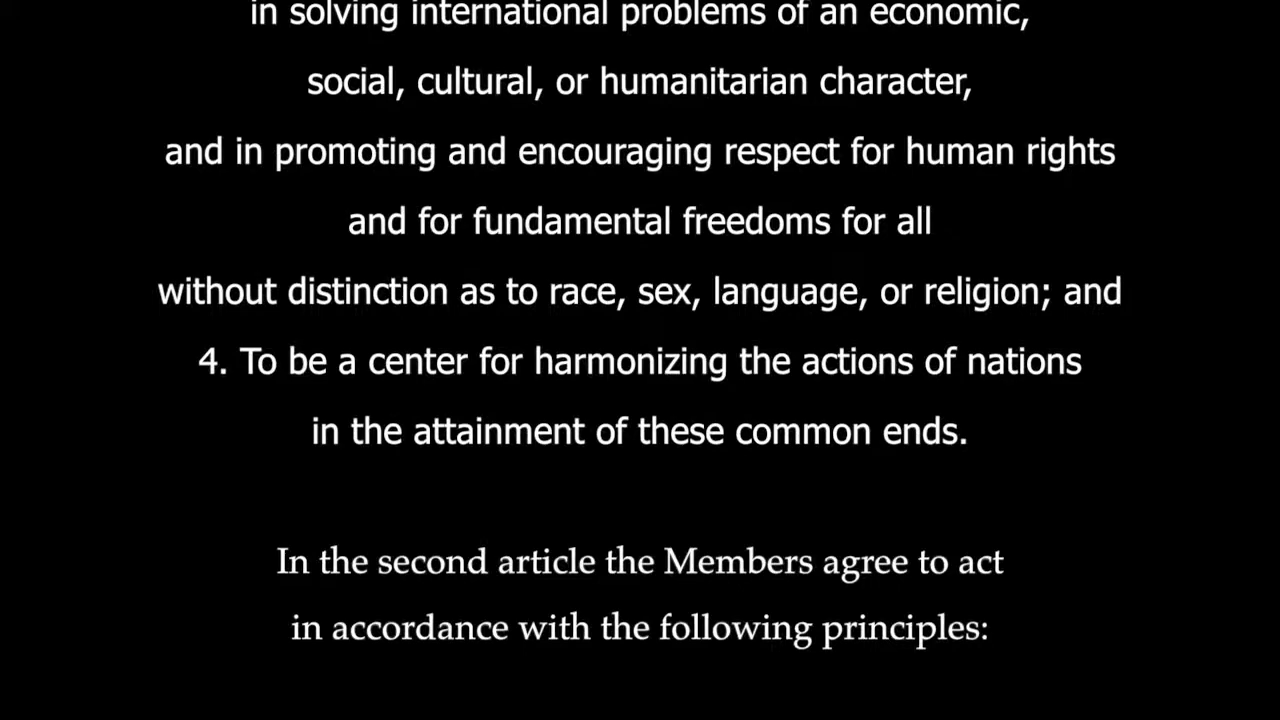 in solving international problems of an economic,
social, cultural, or humanitarian character,
and in promoting and encouraging respect for human rights
and for fundamental freedoms for all
without distinction as to race, sex, language, or religion; and
4. To be a center for harmonizing the actions of nations
in the attainment of these common ends.
In the second article the Members agree to act
in accordance with the following principles: